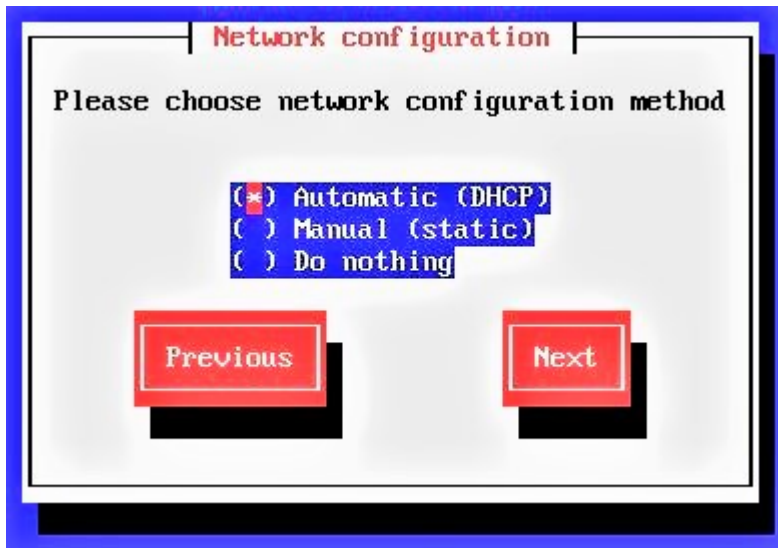 Network configuration
Please choose network configuration method
(*) Automatic (DHCP)
( ) Manual (static)
( ) Do nothing
Previous
Next